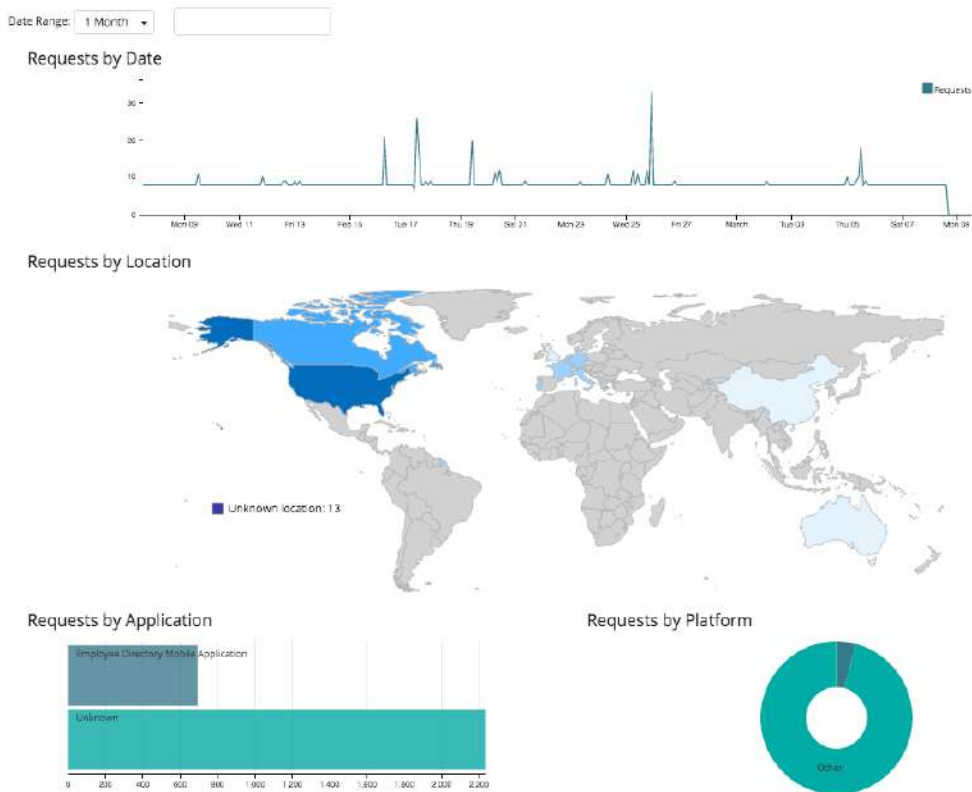 Date Range: 1 Month
Requests by Date
Requests
30
20
10
0
Mon 09 Wed 11 Fri 13 Feb 15 Tue 17 Thu 19 Sat 21 Mon 23 Wed 25 Fri 27 March Tue 03 Thu 05 Sat 07 Mon 09
Requests by Location
Unknown location: 13
Requests by Application
Requests by Platform
Employee Directory Mobile Application
Unknown
Other
0 200 400 600 800 1,000 1,200 1,400 1,600 1,800 2,000 2,200